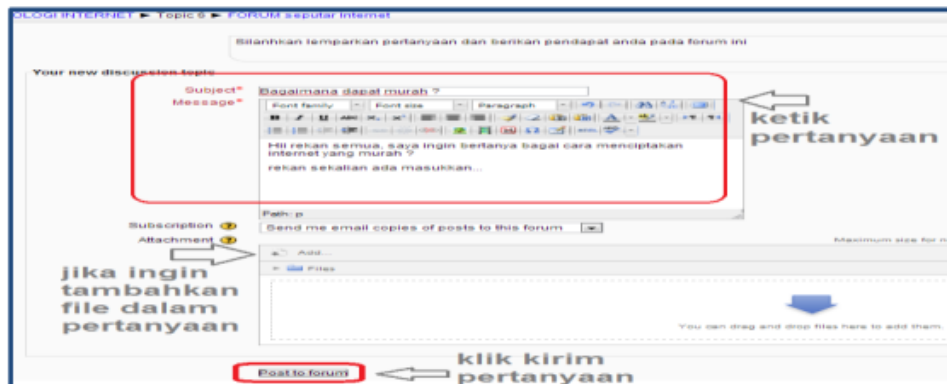 OLOGI INTERNET ► Topic 6 ► FORUM seputar Internet
Silanhkan lemparkan pertanyaan dan berikan pendapat anda pada forum ini
Your new discussion topic
Subject* Bagaimana dapat murah ?
Message* Font family Font size Paragraph
HII rekan semua, saya ingin bertanya bagai cara menciptakan
internet yang murah ?
rekan sekalian ada masukkan...
Path: p
ketik
pertanyaan
Subscription Send me email copies of posts to this forum
Attachment Maximum size for n
Add...
Files
jika ingin
tambahkan
file dalam
pertanyaan
You can drag and drop files here to add them.
Post to forum
klik kirim
pertanyaan